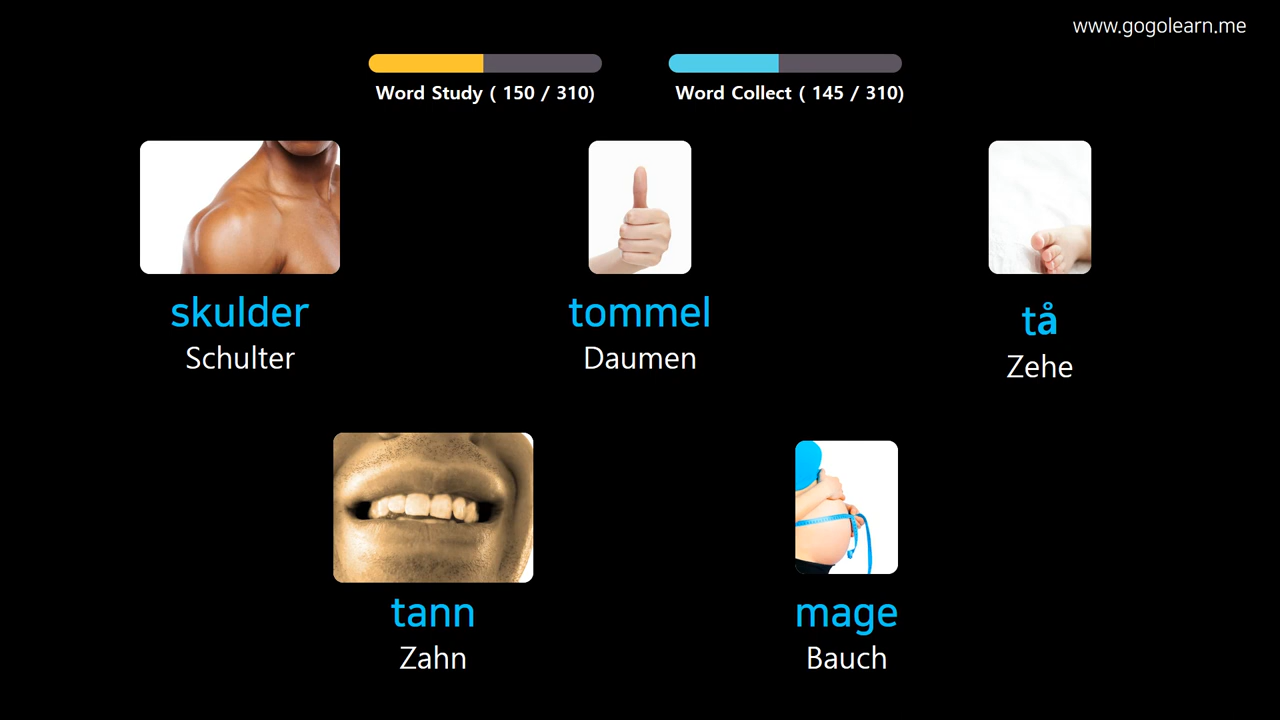 www.gogolearn.me
Word Study ( 150 / 310)
Word Collect ( 145 / 310)
skulder
Schulter
tommel
Daumen
tå
Zehe
tann
Zahn
mage
Bauch